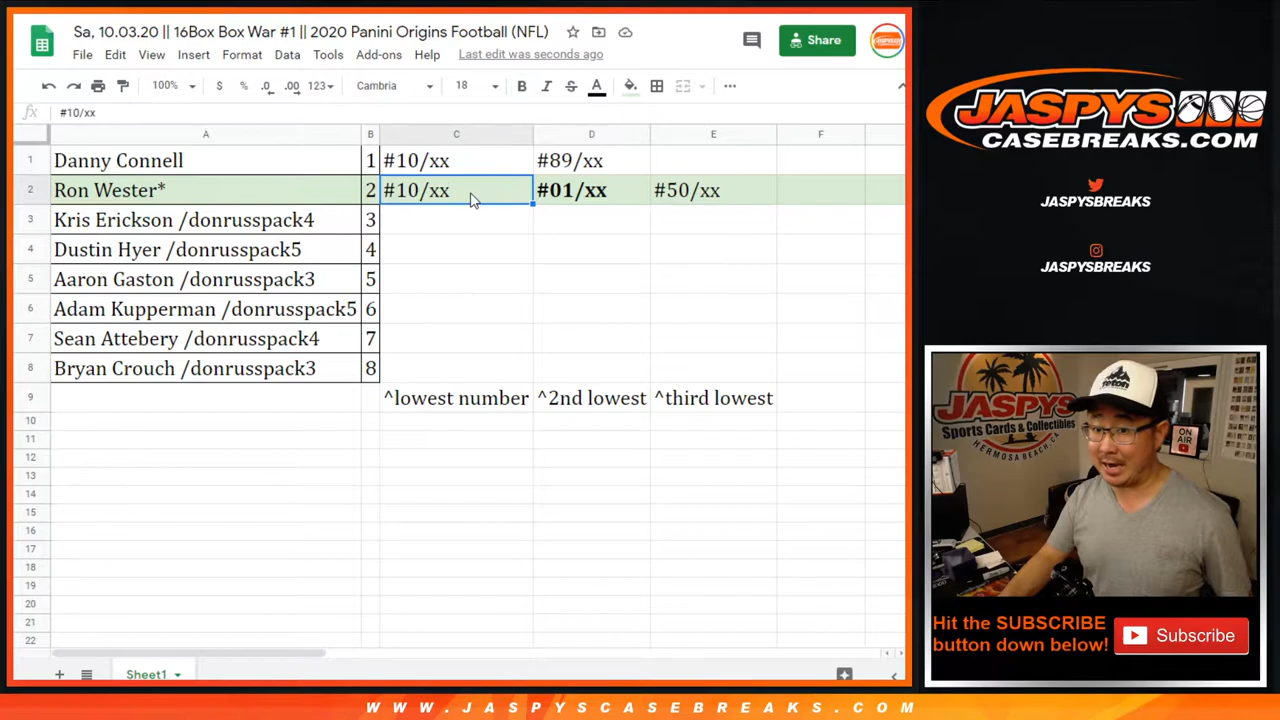 Sa, 10.03.20 || 16Box Box War #1 || 2020 Panini Origins Football (NFL)
File Edit View Insert Format Data Tools Add-ons Help Last edit was seconds ago
Share
100% $ % .0 .00 123 Cambria 18 B I S A
fx #10/xx
A B C D E F
1 Danny Connell 1 #10/xx #89/xx
2 Ron Wester* 2 #10/xx #01/xx #50/xx
3 Kris Erickson /donrusspack4 3
4 Dustin Hyer /donrusspack5 4
5 Aaron Gaston /donrusspack3 5
6 Adam Kupperman /donrusspack5 6
7 Sean Attebery /donrusspack4 7
8 Bryan Crouch /donrusspack3 8
9 ^lowest number ^2nd lowest ^third lowest
10
11
12
13
14
15
16
17
18
19
20
21
22
Sheet1
JASPYS
CASEBREAKS.COM
JASPYSBREAKS
JASPYSBREAKS
JASPYS
Sports Cards & Collectibles
HERMOSA BEACH, CA
ON AIR
Hit the SUBSCRIBE
button down below!
Subscribe
WWW.JASPYSCASEBREAKS.COM